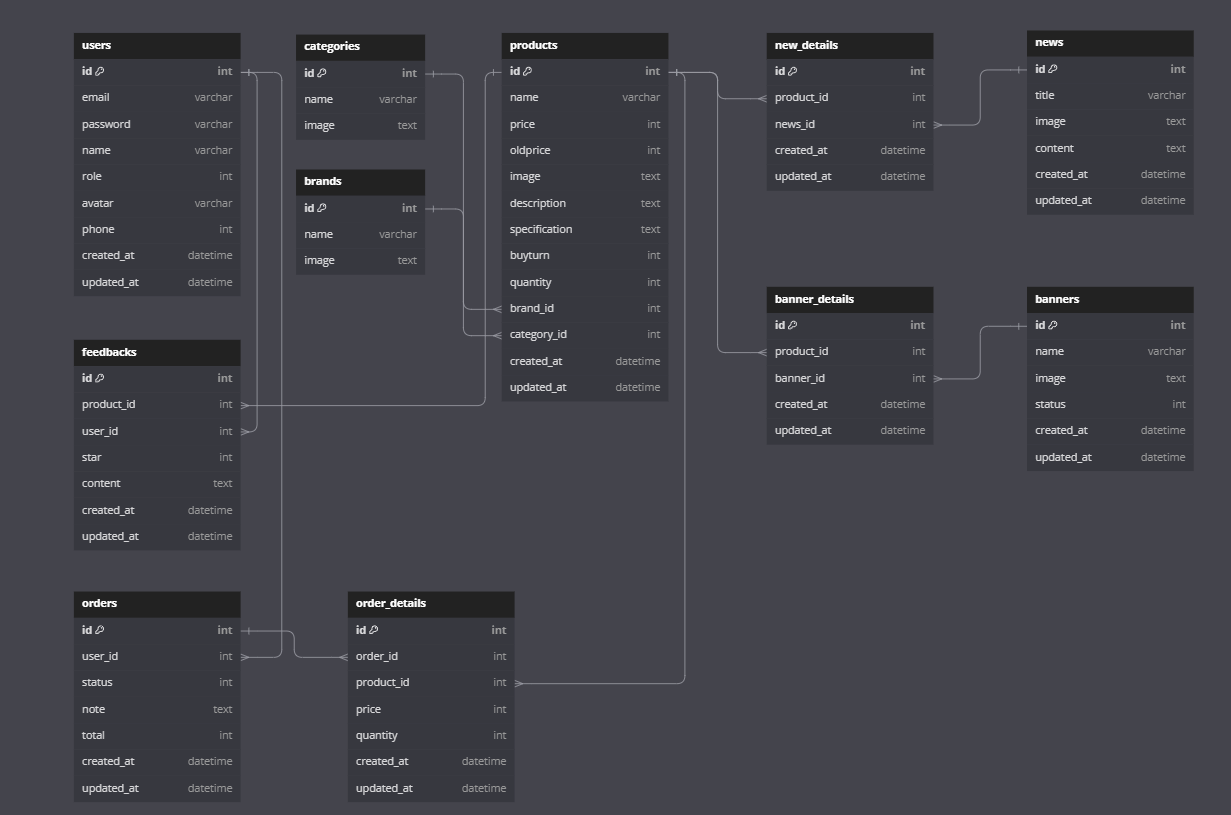 users
id int
email varchar
password varchar
name varchar
role int
avatar varchar
phone int
created_at datetime
updated_at datetime
categories
id int
name varchar
image text
brands
id int
name varchar
image text
products
id int
name varchar
price int
oldprice int
image text
description text
specification text
buyturn int
quantity int
brand_id int
category_id int
created_at datetime
updated_at datetime
new_details
id int
product_id int
news_id int
created_at datetime
updated_at datetime
news
id int
title varchar
image text
content text
created_at datetime
updated_at datetime
banner_details
id int
product_id int
banner_id int
created_at datetime
updated_at datetime
banners
id int
name varchar
image text
status int
created_at datetime
updated_at datetime
feedbacks
id int
product_id int
user_id int
star int
content text
created_at datetime
updated_at datetime
orders
id int
user_id int
status int
note text
total int
created_at datetime
updated_at datetime
order_details
id int
order_id int
product_id int
price int
quantity int
created_at datetime
updated_at datetime